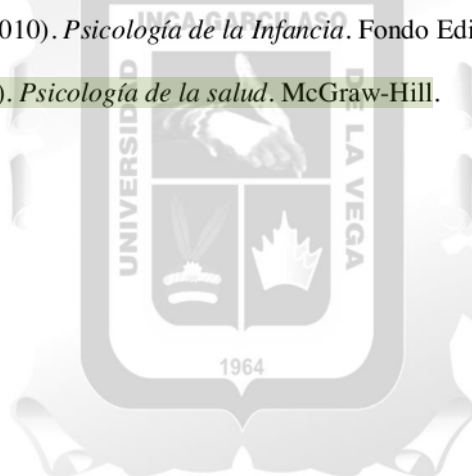 INCA GARCILASO
010). Psicología de la Infancia. Fondo Edi
). Psicología de la salud. McGraw-Hill.
UNIVERSIDAD
DE LA VEGA
1964